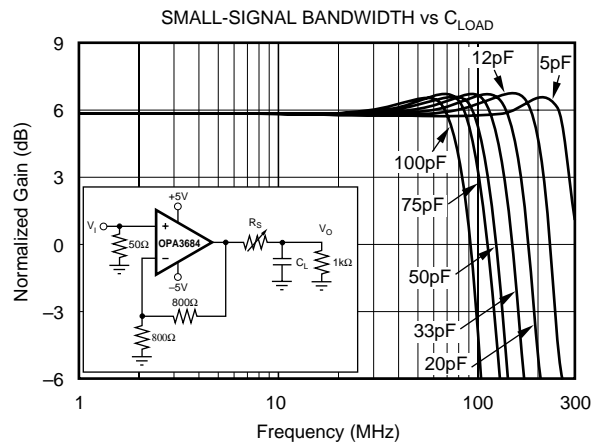 SMALL-SIGNAL BANDWIDTH vs CLOAD
9
6
3
0
–3
–6
Normalized Gain (dB)
12pF
5pF
100pF
75pF
50pF
33pF
20pF
+5V
VI
50Ω
OPA3684
RS
VO
CL
1kΩ
–5V
800Ω
800Ω
1
10
100
300
Frequency (MHz)